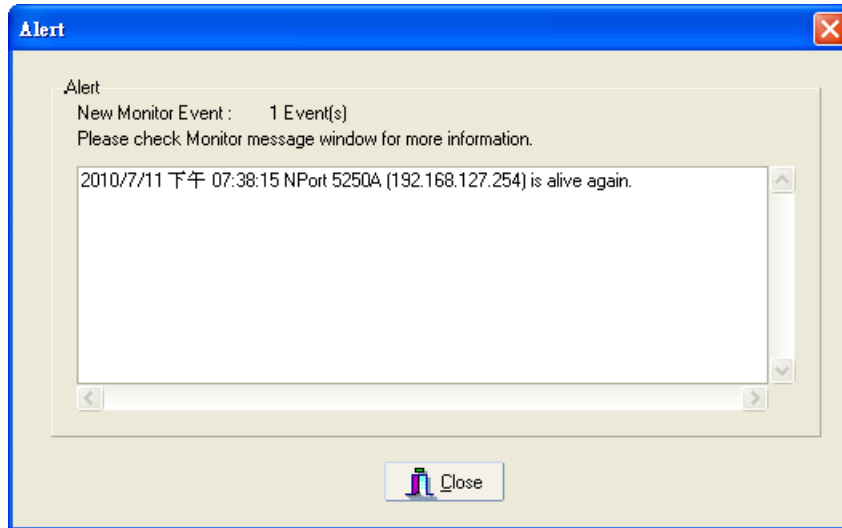 Alert
Alert
New Monitor Event : 1 Event(s)
Please check Monitor message window for more information.
2010/7/11 下午 07:38:15 NPort 5250A (192.168.127.254) is alive again.
Close